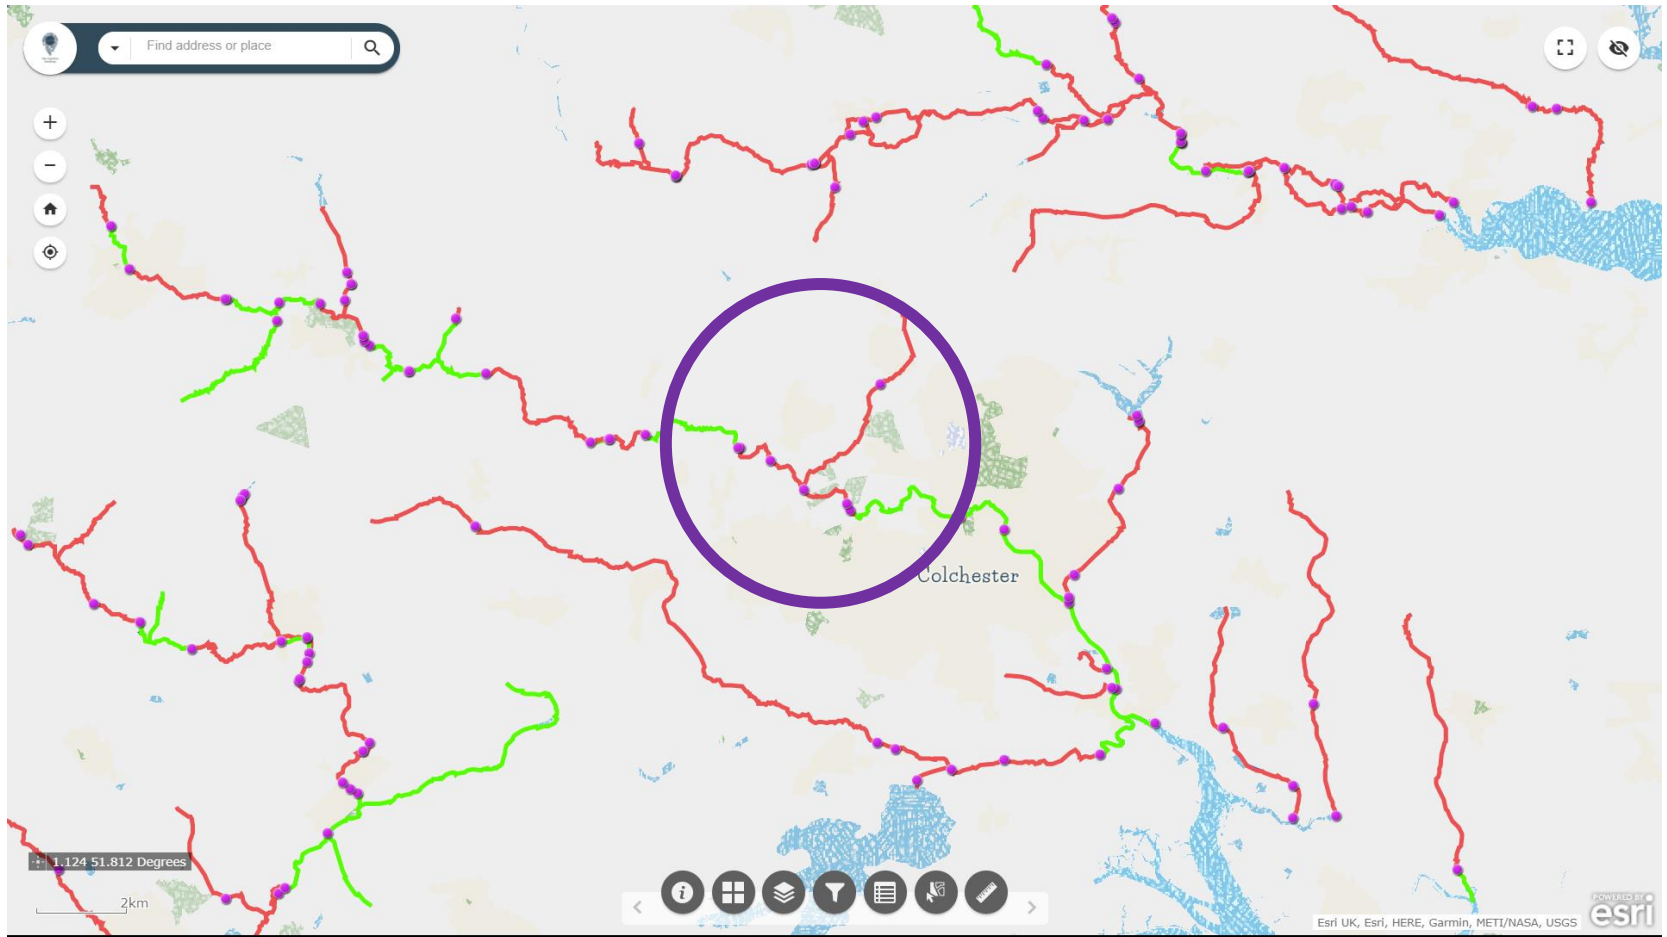 Find address or place
Colchester
1.124 51.812 Degrees
2km
POWERED BY
esri
Esri UK, Esri, HERE, Garmin, METI/NASA, USGS